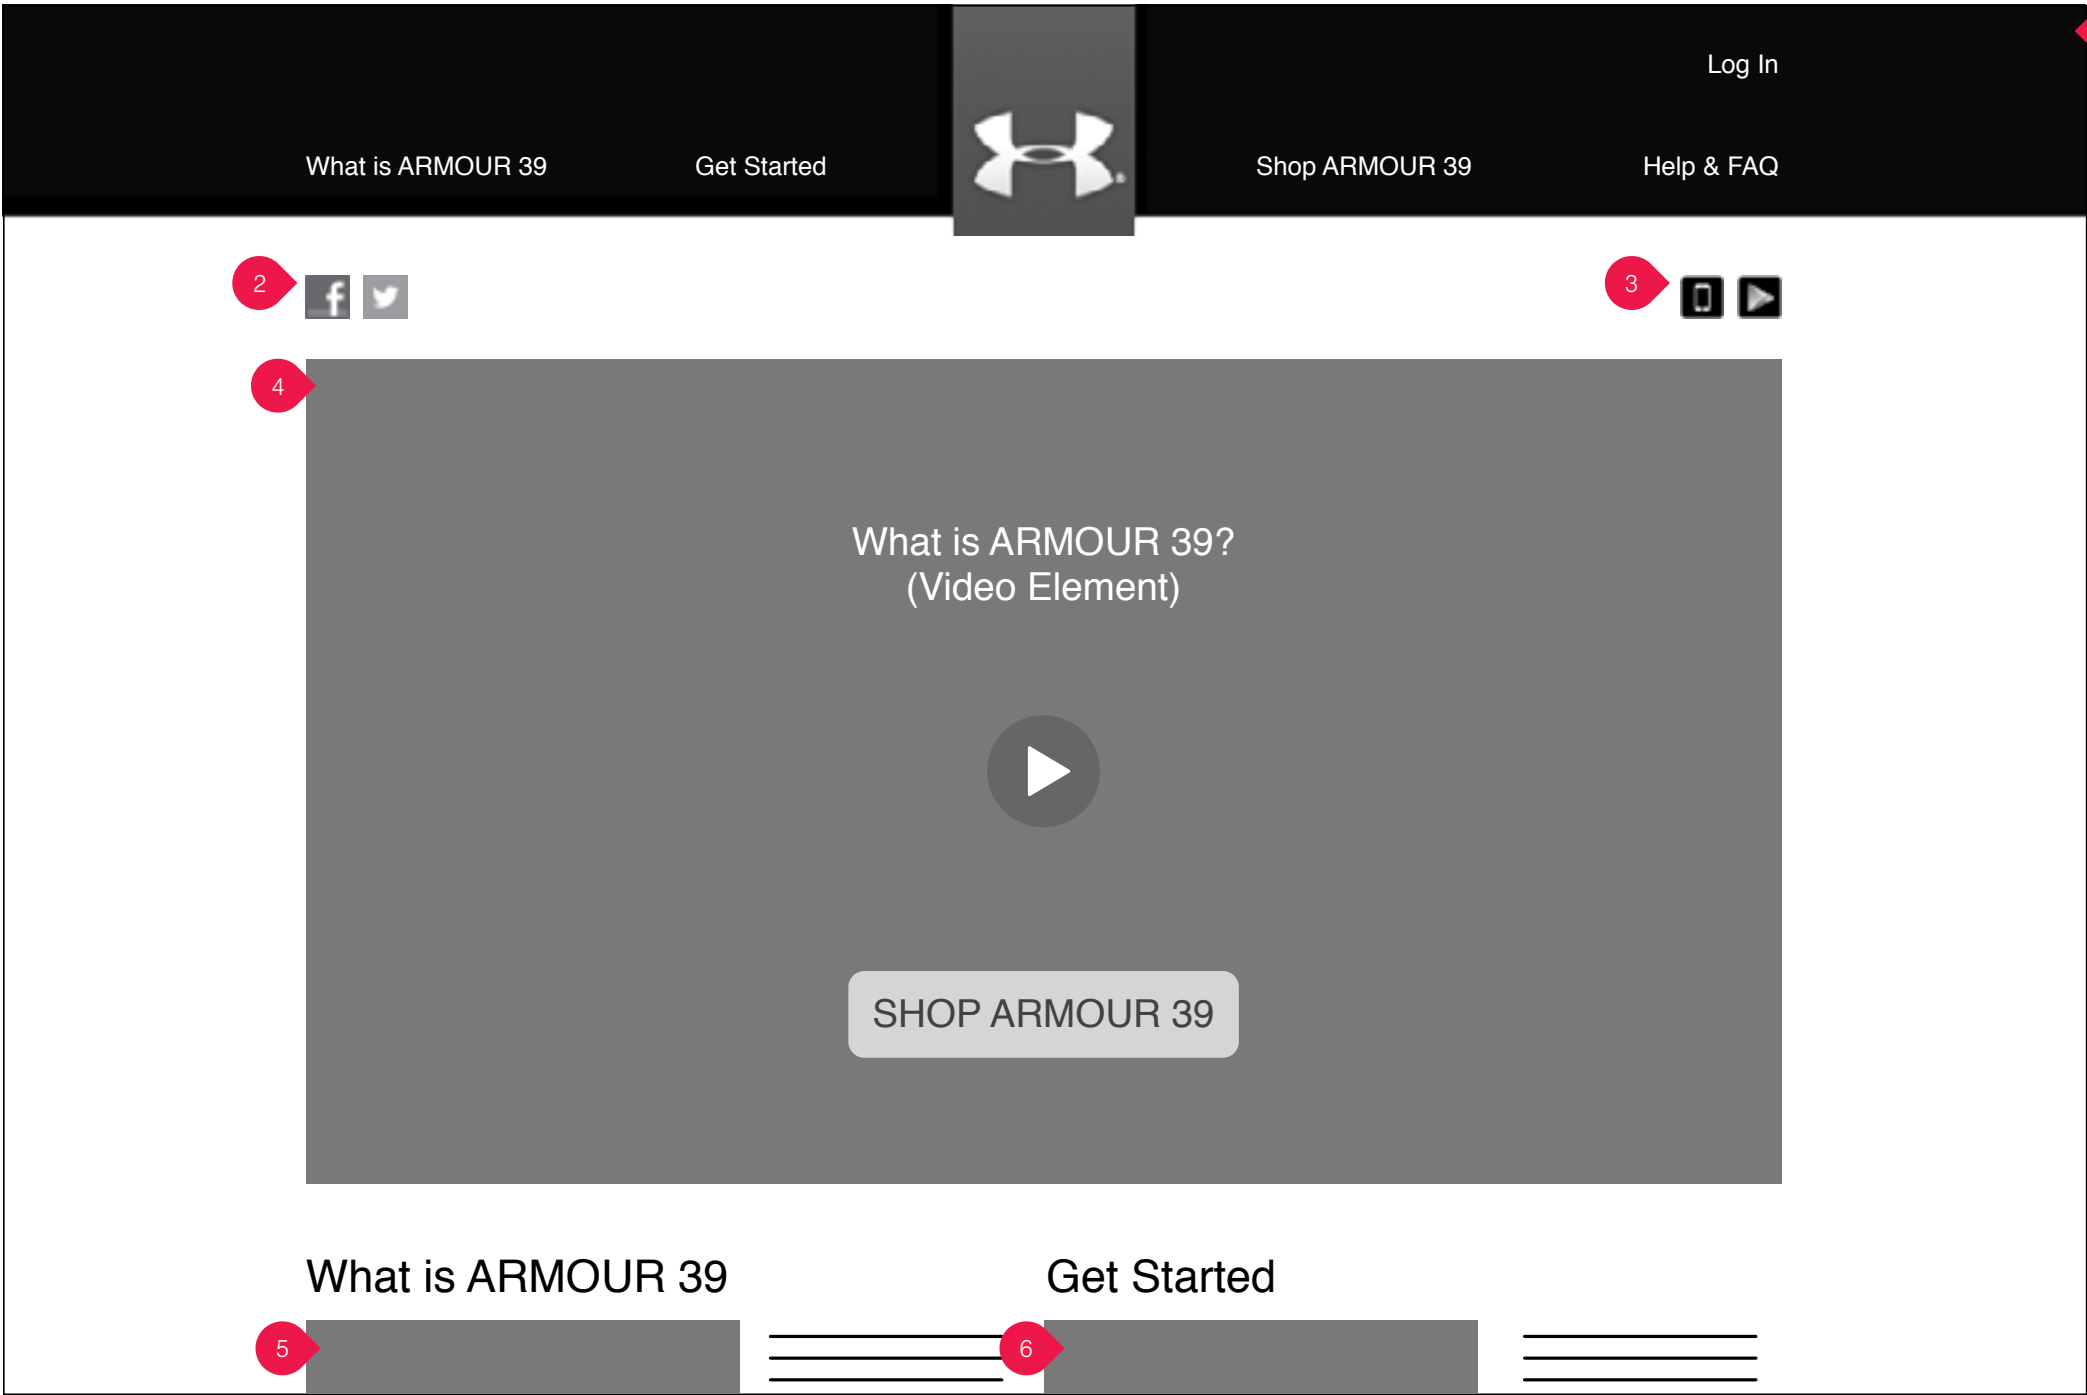 Log In
What is ARMOUR 39
Get Started
Shop ARMOUR 39
Help & FAQ
2
f
3
4
What is ARMOUR 39?
(Video Element)
SHOP ARMOUR 39
What is ARMOUR 39
Get Started
5
6